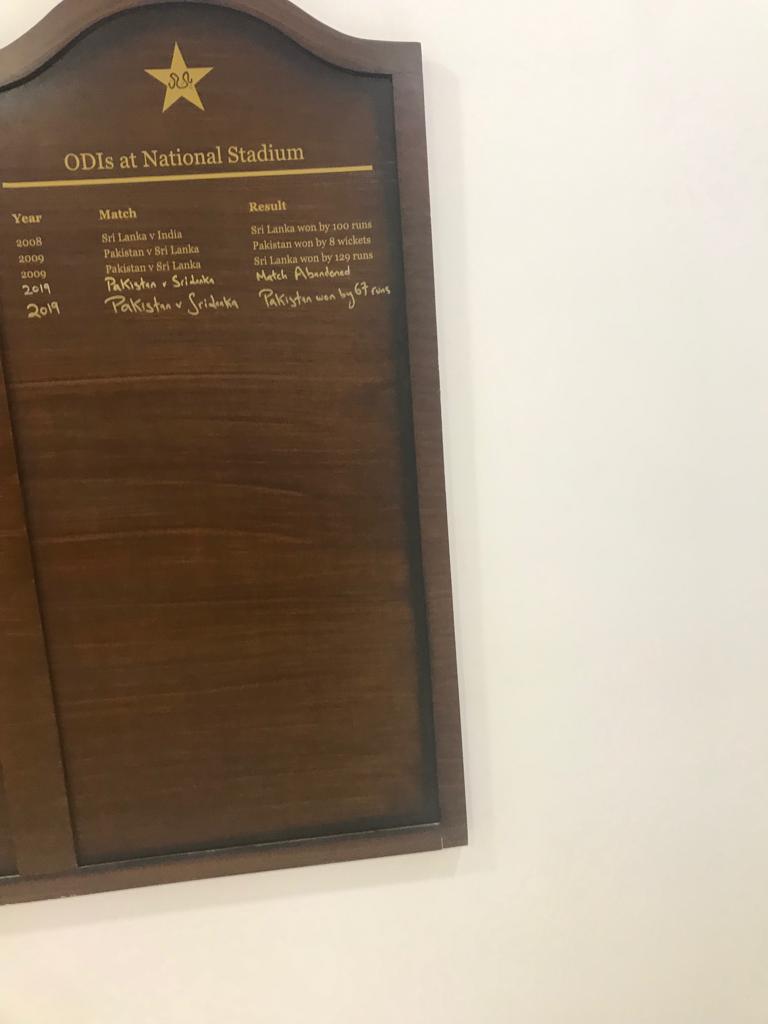 ODIs at National Stadium
Year Match Result
2008 Sri Lanka v India Sri Lanka won by 100 runs
2009 Pakistan v Sri Lanka Pakistan won by 8 wickets
2009 Pakistan v Sri Lanka Sri Lanka won by 129 runs
2019 Pakistan v Srilanka Match Abandoned
2019 Pakistan v Srilanka Pakistan won by 67 runs